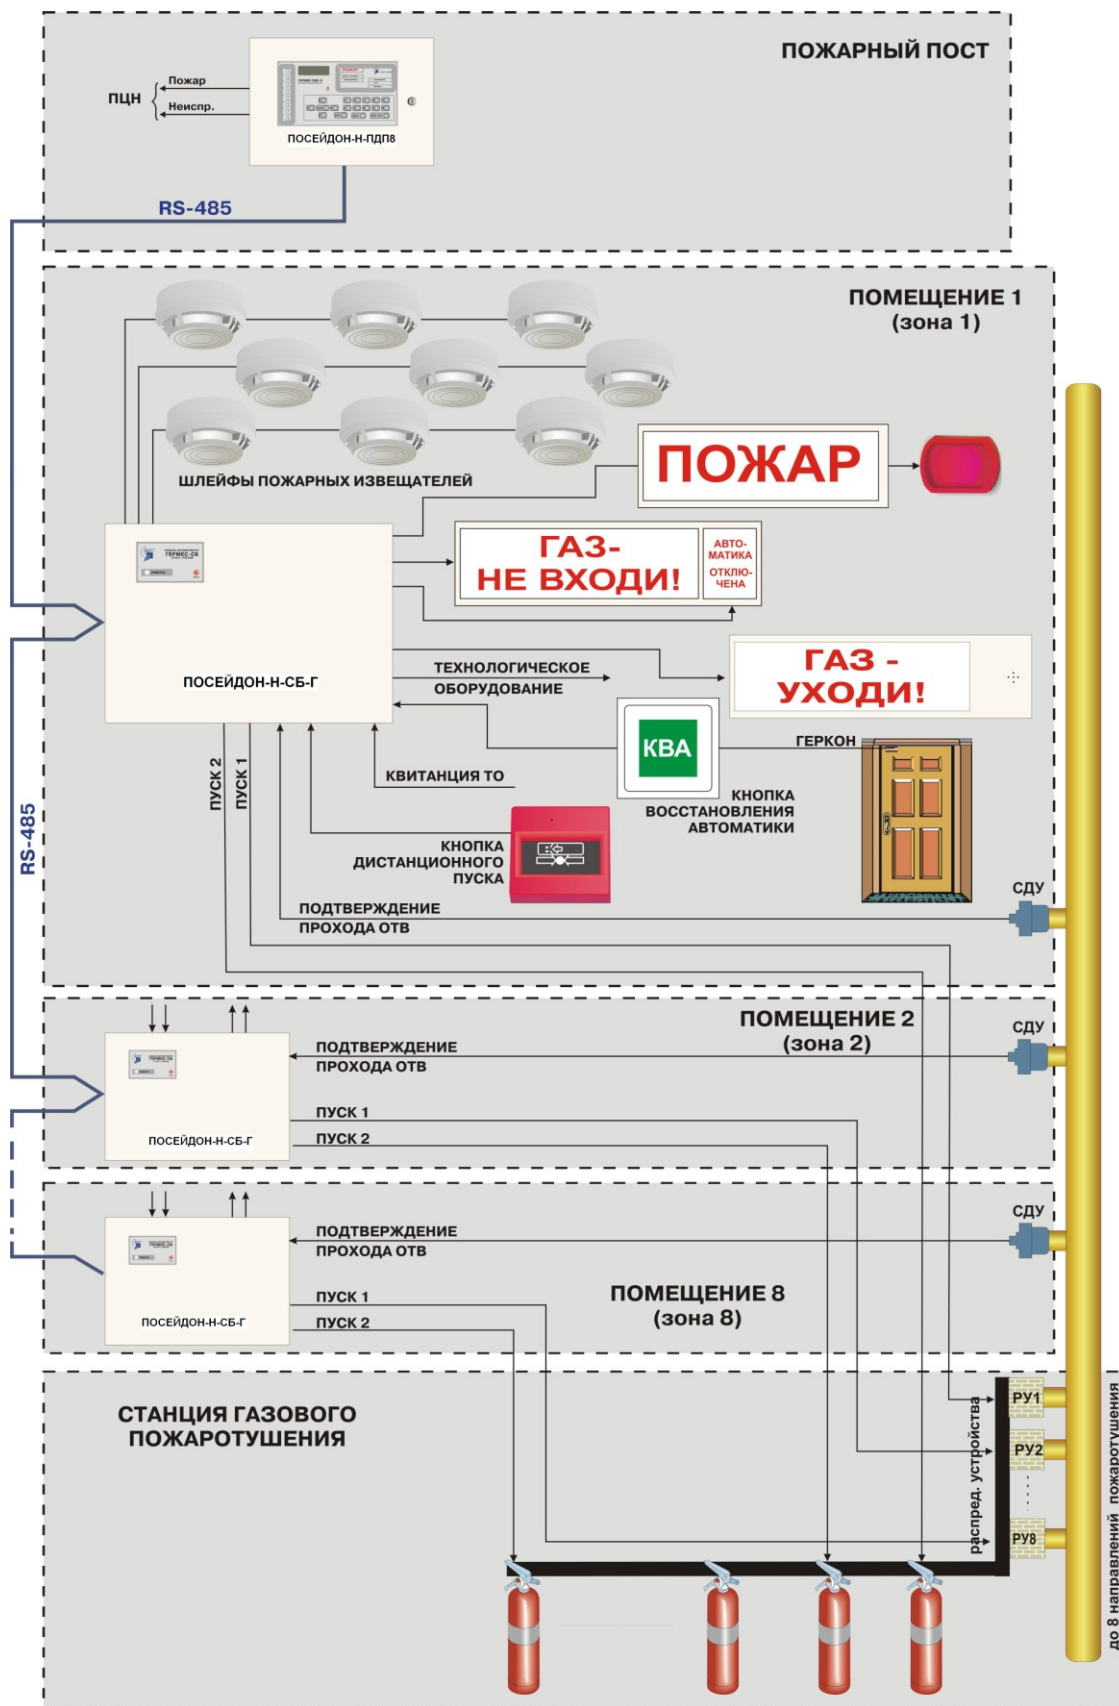 ПОЖАРНЫЙ ПОСТ
ПЦН
Пожар
Неиспр.
ПОСЕЙДОН-Н-ПДП8
RS-485
ПОМЕЩЕНИЕ 1
(зона 1)
ШЛЕЙФЫ ПОЖАРНЫХ ИЗВЕЩАТЕЛЕЙ
ПОЖАР
ГЕРМЕС-СБ
ГАЗ-
НЕ ВХОДИ!
АВТО-
МАТИКА
ОТКЛЮ-
ЧЕНА
ПОСЕЙДОН-Н-СБ-Г
ТЕХНОЛОГИЧЕСКОЕ
ОБОРУДОВАНИЕ
ГАЗ -
УХОДИ!
КВА
ГЕРКОН
ПУСК 2
ПУСК 1
КВИТАНЦИЯ ТО
КНОПКА
ВОССТАНОВЛЕНИЯ
АВТОМАТИКИ
КНОПКА
ДИСТАНЦИОННОГО
ПУСКА
RS-485
ПОДТВЕРЖДЕНИЕ
ПРОХОДА ОТВ
СДУ
ПОМЕЩЕНИЕ 2
(зона 2)
СДУ
ГЕРМЕС-СБ
ПОДТВЕРЖДЕНИЕ
ПРОХОДА ОТВ
ПУСК 1
ПУСК 2
ПОСЕЙДОН-Н-СБ-Г
СДУ
ГЕРМЕС-СБ
ПОДТВЕРЖДЕНИЕ
ПРОХОДА ОТВ
ПОМЕЩЕНИЕ 8
(зона 8)
ПУСК 1
ПУСК 2
ПОСЕЙДОН-Н-СБ-Г
СТАНЦИЯ ГАЗОВОГО
ПОЖАРОТУШЕНИЯ
распред. устройства
РУ1
РУ2
РУ8
до 8 направлений пожаротушения